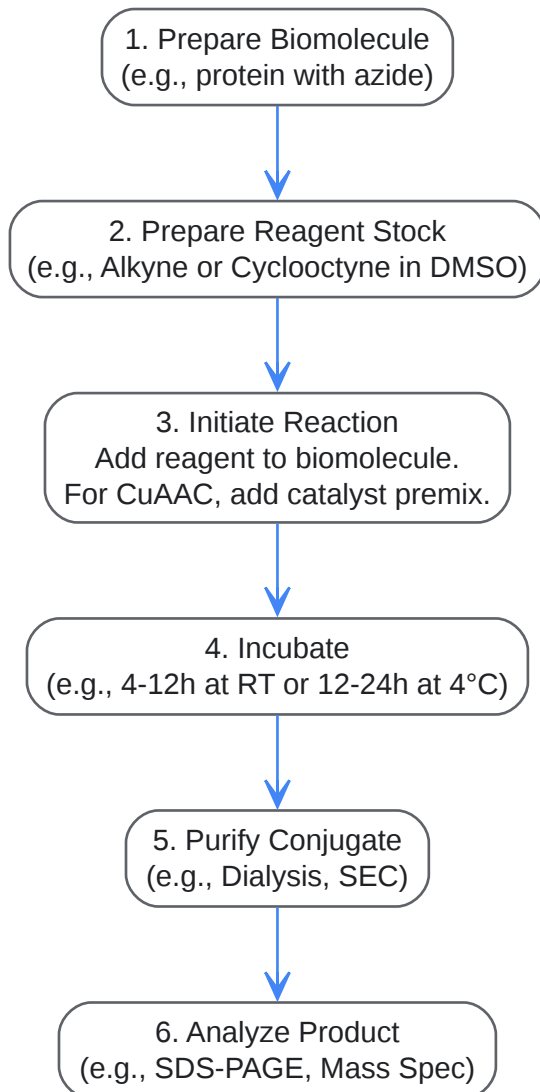 1. Prepare Biomolecule
(e.g., protein with azide)
2. Prepare Reagent Stock
(e.g., Alkyne or Cyclooctyne in DMSO)
3. Initiate Reaction
Add reagent to biomolecule.
For CuAAC, add catalyst premix.
4. Incubate
(e.g., 4-12h at RT or 12-24h at 4°C)
5. Purify Conjugate
(e.g., Dialysis, SEC)
6. Analyze Product
(e.g., SDS-PAGE, Mass Spec)